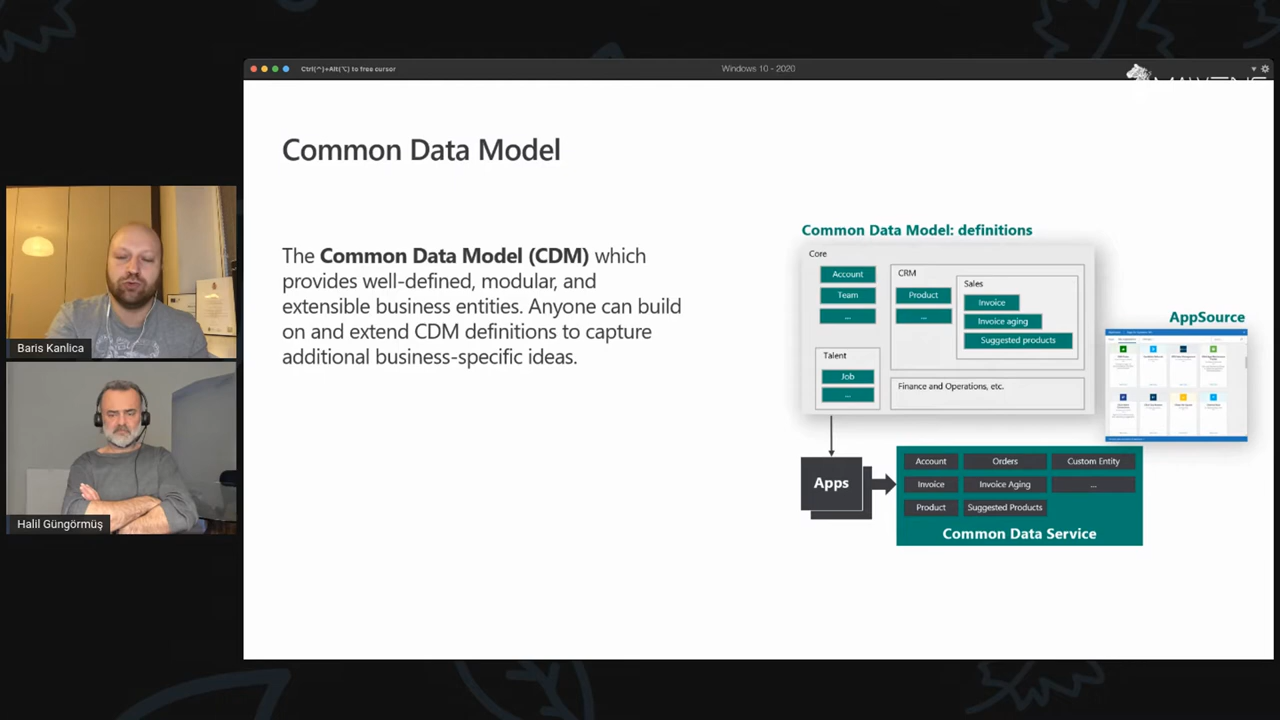 Ctrl(^)+Alt(⌥) to free cursor
Windows 10 - 2020
Common Data Model
The Common Data Model (CDM) which
provides well-defined, modular, and
extensible business entities. Anyone can build
on and extend CDM definitions to capture
additional business-specific ideas.
Baris Kanlica
Halil Güngörmüş
Common Data Model: definitions
Core
Account
Team
...
CRM
Product
...
Sales
Invoice
Invoice aging
Suggested products
Talent
Job
...
Finance and Operations, etc.
AppSource
Apps
Account
Orders
Custom Entity
Invoice
Invoice Aging
...
Product
Suggested Products
Common Data Service